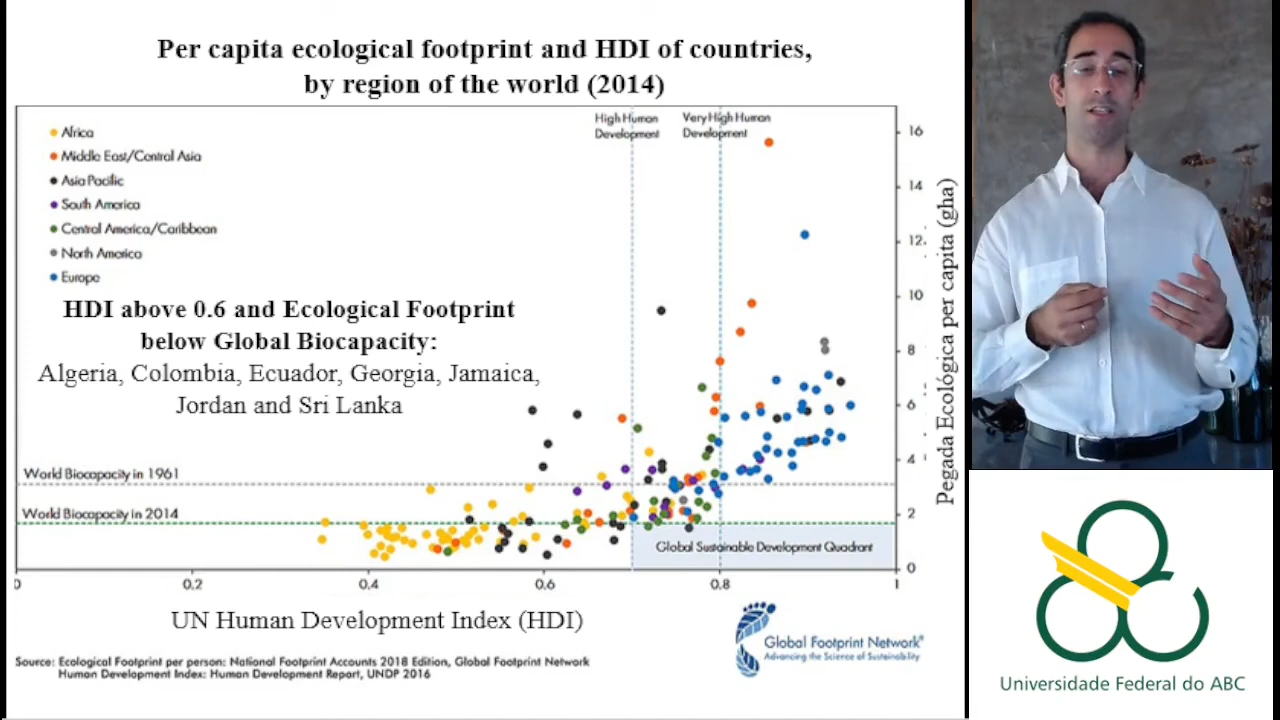 Per capita ecological footprint and HDI of countries,
by region of the world (2014)
High Human
Development
Very High Human
Development
Africa
Middle East/Central Asia
Asia Pacific
South America
Central America/Caribbean
North America
Europe
HDI above 0.6 and Ecological Footprint
below Global Biocapacity:
Algeria, Colombia, Ecuador, Georgia, Jamaica,
Jordan and Sri Lanka
World Biocapacity in 1961
World Biocapacity in 2014
Global Sustainable Development Quadrant
16
14
12
10
8
6
4
2
0
Pegada Ecológica per capita (gha)
0
0.2
0.4
0.6
0.8
1
UN Human Development Index (HDI)
Global Footprint Network®
Advancing the Science of Sustainability
Source: Ecological Footprint per person: National Footprint Accounts 2018 Edition, Global Footprint Network
Human Development Index: Human Development Report, UNDP 2016
Universidade Federal do ABC